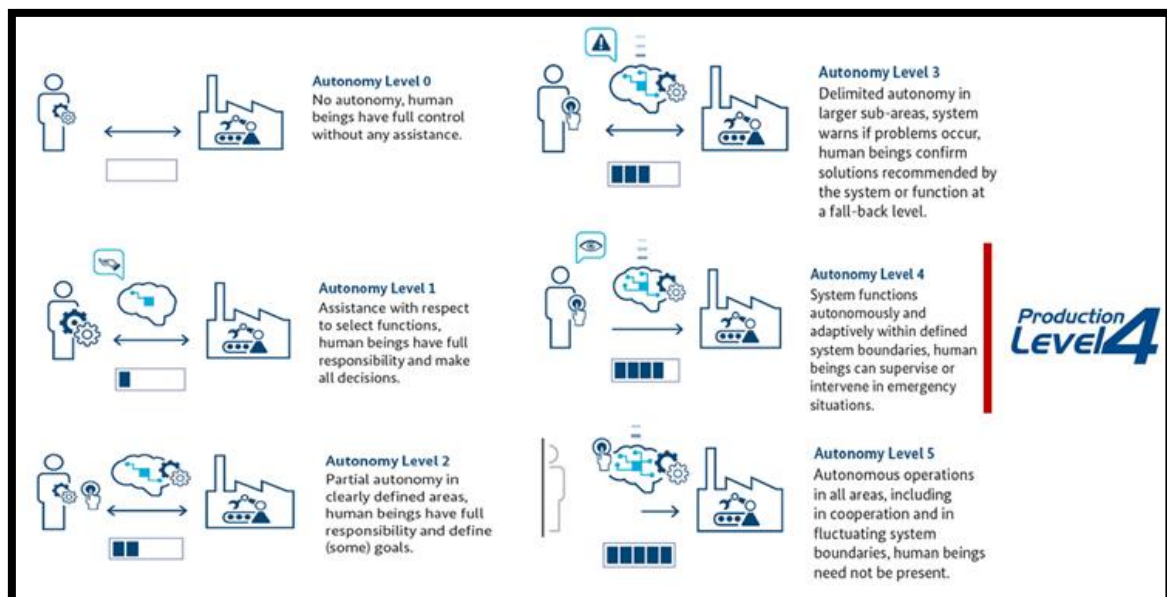 Autonomy Level 0
No autonomy, human
beings have full control
without any assistance.
Autonomy Level 1
Assistance with respect
to select functions,
human beings have full
responsibility and make
all decisions.
Autonomy Level 2
Partial autonomy in
clearly defined areas,
human beings have full
responsibility and define
(some) goals.
Autonomy Level 3
Delimited autonomy in
larger sub-areas, system
warns if problems occur,
human beings confirm
solutions recommended by
the system or function at
a fall-back level.
Autonomy Level 4
System functions
autonomously and
adaptively within defined
system boundaries, human
beings can supervise or
intervene in emergency
situations.
Production
Level 4
Autonomy Level 5
Autonomous operations
in all areas, including
in cooperation and in
fluctuating system
boundaries, human beings
need not be present.